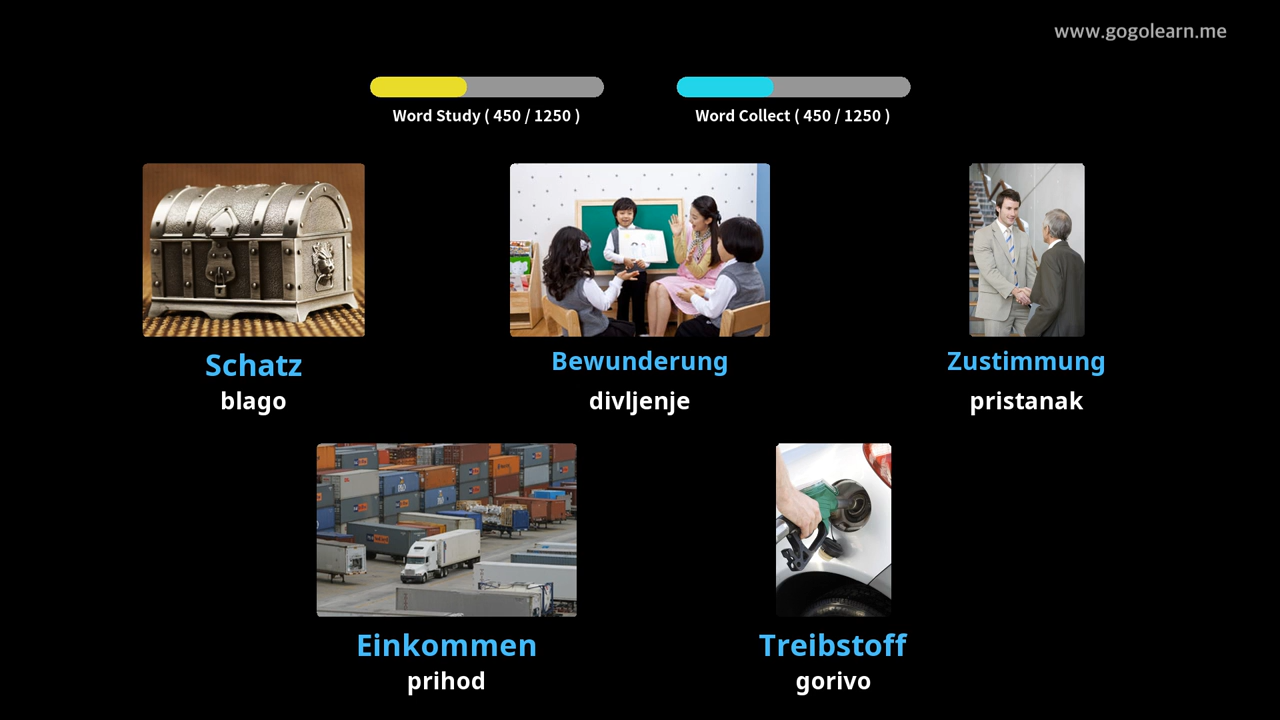 www.gogolearn.me
Word Study ( 450 / 1250 )
Word Collect ( 450 / 1250 )
Schatz
blago
Bewunderung
divljenje
Zustimmung
pristanak
Einkommen
prihod
Treibstoff
gorivo